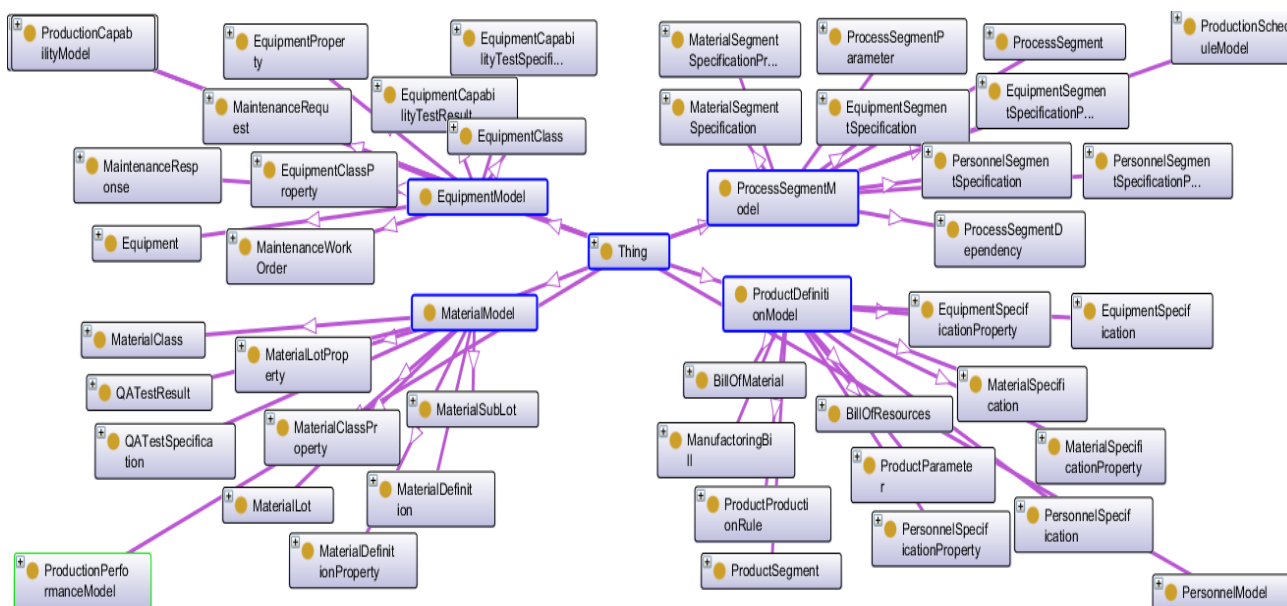 ProductionCapab
ilityModel
EquipmentProper
ty
EquipmentCapabi
lityTestSpecifi...
MaintenanceRequ
est
EquipmentCapabi
lityTestResult
EquipmentClass
MaintenanceResp
onse
EquipmentClassP
roperty
EquipmentModel
Equipment
MaintenanceWork
Order
MaterialSegment
SpecificationPr...
ProcessSegmentP
arameter
ProcessSegment
ProductionSched
uleModel
MaterialSegment
Specification
EquipmentSegmen
tSpecification
EquipmentSegmen
tSpecificationP...
PersonnelSegmen
tSpecification
PersonnelSegmen
tSpecificationP...
ProcessSegmentM
odel
ProcessSegmentD
ependency
Thing
MaterialModel
MaterialClass
MaterialLotProp
erty
QATestResult
MaterialSubLot
QATestSpecifica
tion
MaterialClassPr
operty
MaterialLot
MaterialDefinit
ion
MaterialDefinit
ionProperty
ProductionPerfo
rmanceModel
ProductDefiniti
onModel
EquipmentSpecif
icationProperty
EquipmentSpecif
ication
BillOfMaterial
BillOfResources
MaterialSpecifi
cation
ManufactoringBi
ll
ProductParamete
r
MaterialSpecifi
cationProperty
ProductProducti
onRule
PersonnelSpecif
icationProperty
PersonnelSpecif
ication
ProductSegment
PersonnelModel